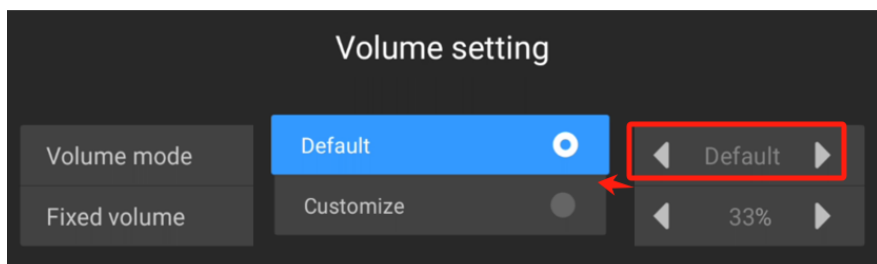 Volume setting
Volume mode
Default
Default
Fixed volume
Customize
33%